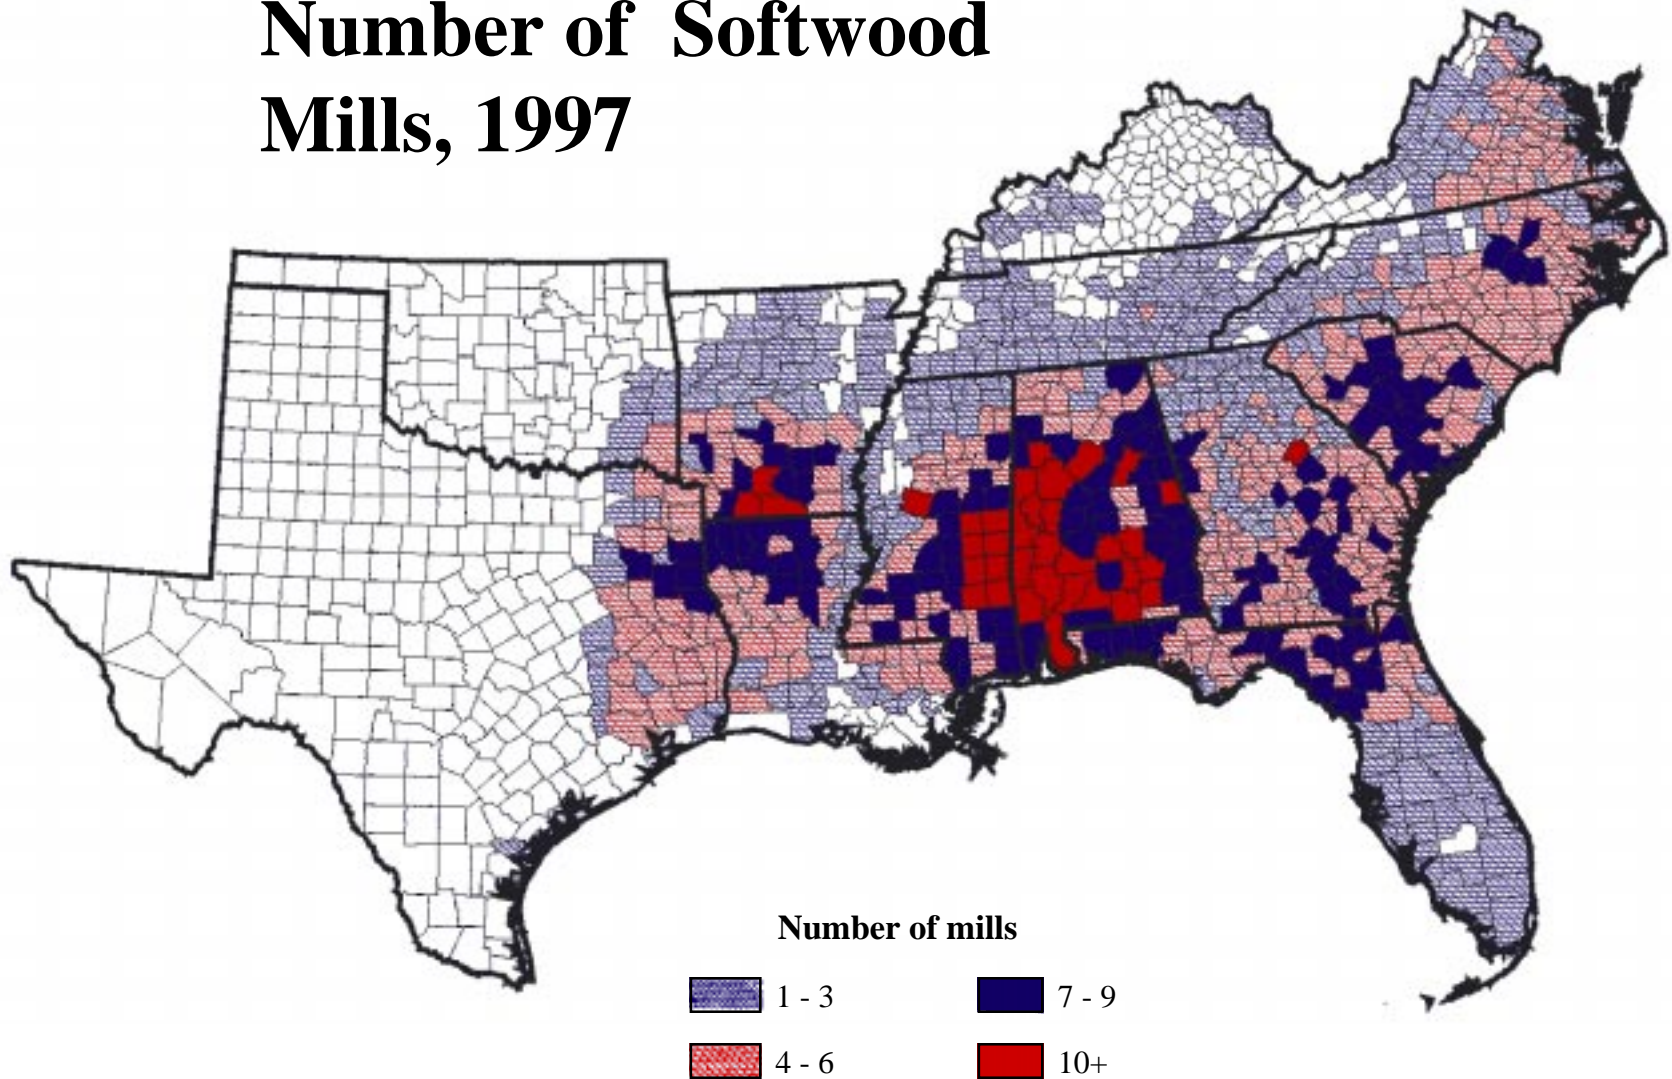 Number of Softwood
Mills, 1997
Number of mills
1 - 3
7 - 9
4 - 6
10+